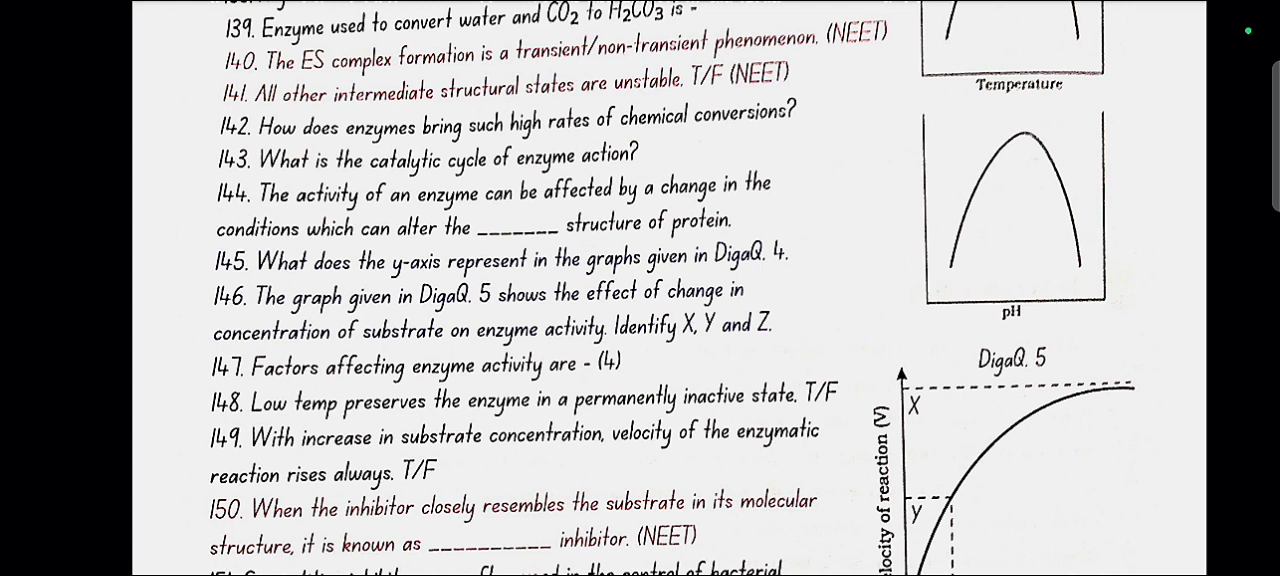 139. Enzyme used to convert water and CO2 to H2CO3 is -
140. The ES complex formation is a transient/non-transient phenomenon. (NEET)
141. All other intermediate structural states are unstable. T/F (NEET)
142. How does enzymes bring such high rates of chemical conversions?
143. What is the catalytic cycle of enzyme action?
144. The activity of an enzyme can be affected by a change in the
conditions which can alter the _______ structure of protein.
145. What does the y-axis represent in the graphs given in DigaQ. 4.
146. The graph given in DigaQ. 5 shows the effect of change in
concentration of substrate on enzyme activity. Identify X, Y and Z.
147. Factors affecting enzyme activity are - (4)
148. Low temp preserves the enzyme in a permanently inactive state. T/F
149. With increase in substrate concentration, velocity of the enzymatic
reaction rises always. T/F
150. When the inhibitor closely resembles the substrate in its molecular
structure, it is known as __________ inhibitor. (NEET)
in the control of bacterial
Temperature
pH
DigaQ. 5
X
Y
of reaction (V)